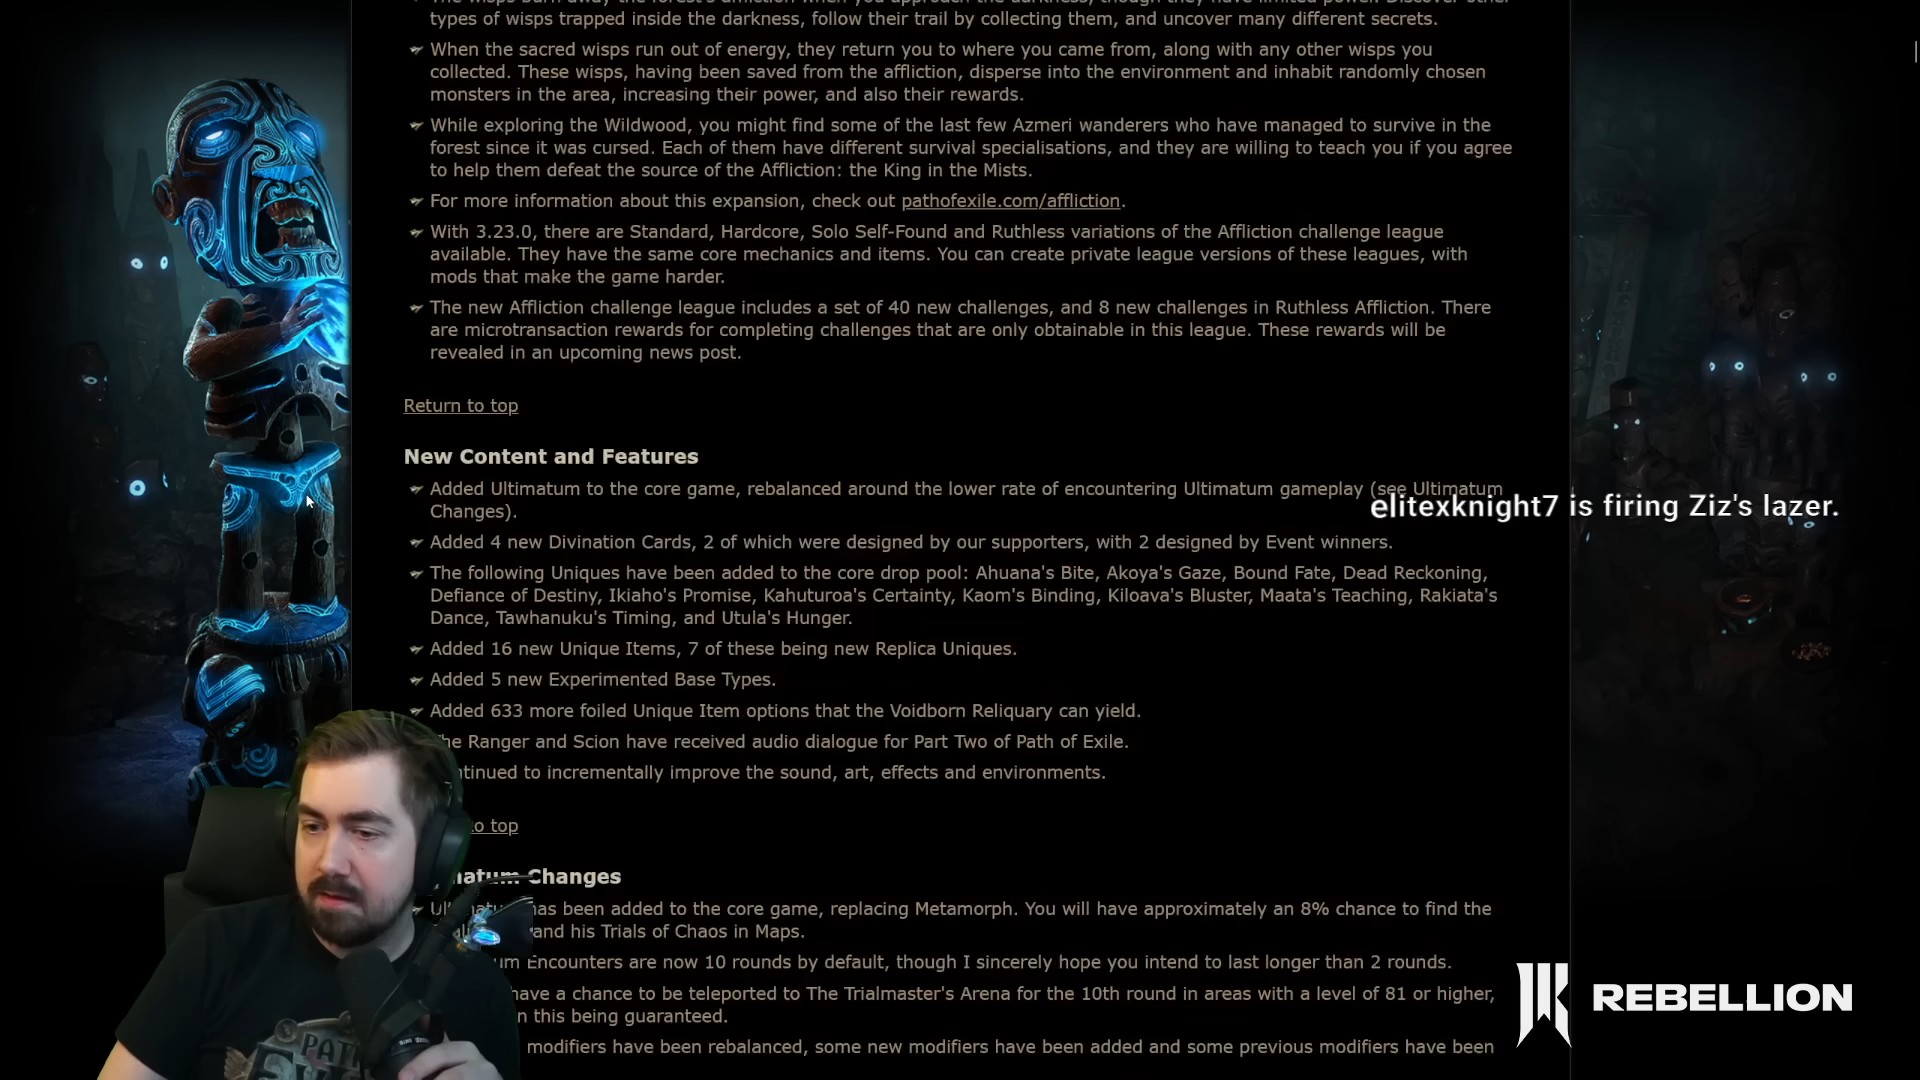 types of wisps trapped inside the darkness, follow their trail by collecting them, and uncover many different secrets.
When the sacred wisps run out of energy, they return you to where you came from, along with any other wisps you
collected. These wisps, having been saved from the affliction, disperse into the environment and inhabit randomly chosen
monsters in the area, increasing their power, and also their rewards.
While exploring the Wildwood, you might find some of the last few Azmeri wanderers who have managed to survive in the
forest since it was cursed. Each of them have different survival specialisations, and they are willing to teach you if you agree
to help them defeat the source of the Affliction: the King in the Mists.
For more information about this expansion, check out pathofexile.com/affliction.
With 3.23.0, there are Standard, Hardcore, Solo Self-Found and Ruthless variations of the Affliction challenge league
available. They have the same core mechanics and items. You can create private league versions of these leagues, with
mods that make the game harder.
The new Affliction challenge league includes a set of 40 new challenges, and 8 new challenges in Ruthless Affliction. There
are microtransaction rewards for completing challenges that are only obtainable in this league. These rewards will be
revealed in an upcoming news post.
Return to top
New Content and Features
Added Ultimatum to the core game, rebalanced around the lower rate of encountering Ultimatum gameplay (see Ultimatum
Changes).
elitexknight7 is firing Ziz's lazer.
Added 4 new Divination Cards, 2 of which were designed by our supporters, with 2 designed by Event winners.
The following Uniques have been added to the core drop pool: Ahuana's Bite, Akoya's Gaze, Bound Fate, Dead Reckoning,
Defiance of Destiny, Ikiaho's Promise, Kahuturoa's Certainty, Kaom's Binding, Kiloava's Bluster, Maata's Teaching, Rakiata's
Dance, Tawhanuku's Timing, and Utula's Hunger.
Added 16 new Unique Items, 7 of these being new Replica Uniques.
Added 5 new Experimented Base Types.
Added 633 more foiled Unique Item options that the Voidborn Reliquary can yield.
he Ranger and Scion have received audio dialogue for Part Two of Path of Exile.
tinued to incrementally improve the sound, art, effects and environments.
to top
matum Changes
has been added to the core game, replacing Metamorph. You will have approximately an 8% chance to find the
and his Trials of Chaos in Maps.
um Encounters are now 10 rounds by default, though I sincerely hope you intend to last longer than 2 rounds.
have a chance to be teleported to The Trialmaster's Arena for the 10th round in areas with a level of 81 or higher,
n this being guaranteed.
modifiers have been rebalanced, some new modifiers have been added and some previous modifiers have been
REBELLION